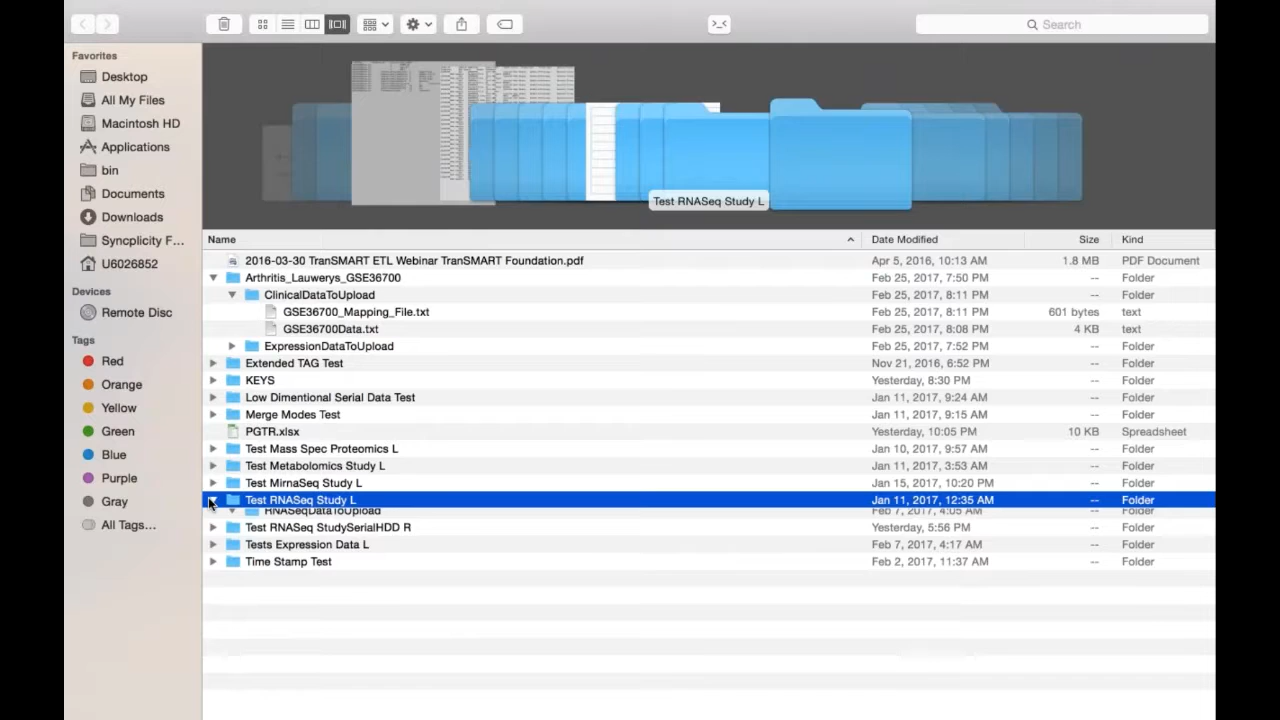 Search
Favorites
Desktop
All My Files
Macintosh HD
Applications
bin
Documents
Downloads
Syncplicity F...
U6026852
Devices
Remote Disc
Tags
Red
Orange
Yellow
Green
Blue
Purple
Gray
All Tags...
Test RNASeq Study L
Name Date Modified Size Kind
2016-03-30 TranSMART ETL Webinar TranSMART Foundation.pdf Apr 5, 2016, 10:13 AM 1.8 MB PDF Document
Arthritis_Lauwerys_GSE36700 Feb 25, 2017, 7:50 PM -- Folder
ClinicalDataToUpload Feb 25, 2017, 8:11 PM -- Folder
GSE36700_Mapping_File.txt Feb 25, 2017, 8:11 PM 601 bytes text
GSE36700Data.txt Feb 25, 2017, 8:08 PM 4 KB text
ExpressionDataToUpload Feb 25, 2017, 7:52 PM -- Folder
Extended TAG Test Nov 21, 2016, 6:52 PM -- Folder
KEYS Yesterday, 8:30 PM -- Folder
Low Dimentional Serial Data Test Jan 11, 2017, 9:24 AM -- Folder
Merge Modes Test Jan 11, 2017, 9:15 AM -- Folder
PGTR.xlsx Yesterday, 10:05 PM 10 KB Spreadsheet
Test Mass Spec Proteomics L Jan 10, 2017, 9:57 AM -- Folder
Test Metabolomics Study L Jan 11, 2017, 3:53 AM -- Folder
Test MirnaSeq Study L Jan 15, 2017, 10:20 PM -- Folder
Test RNASeq Study L Jan 11, 2017, 12:35 AM -- Folder
RNASeqDataToUpload Feb 7, 2017, 4:05 AM -- Folder
Test RNASeq StudySerialHDD R Yesterday, 5:56 PM -- Folder
Tests Expression Data L Feb 7, 2017, 4:17 AM -- Folder
Time Stamp Test Feb 2, 2017, 11:37 AM -- Folder